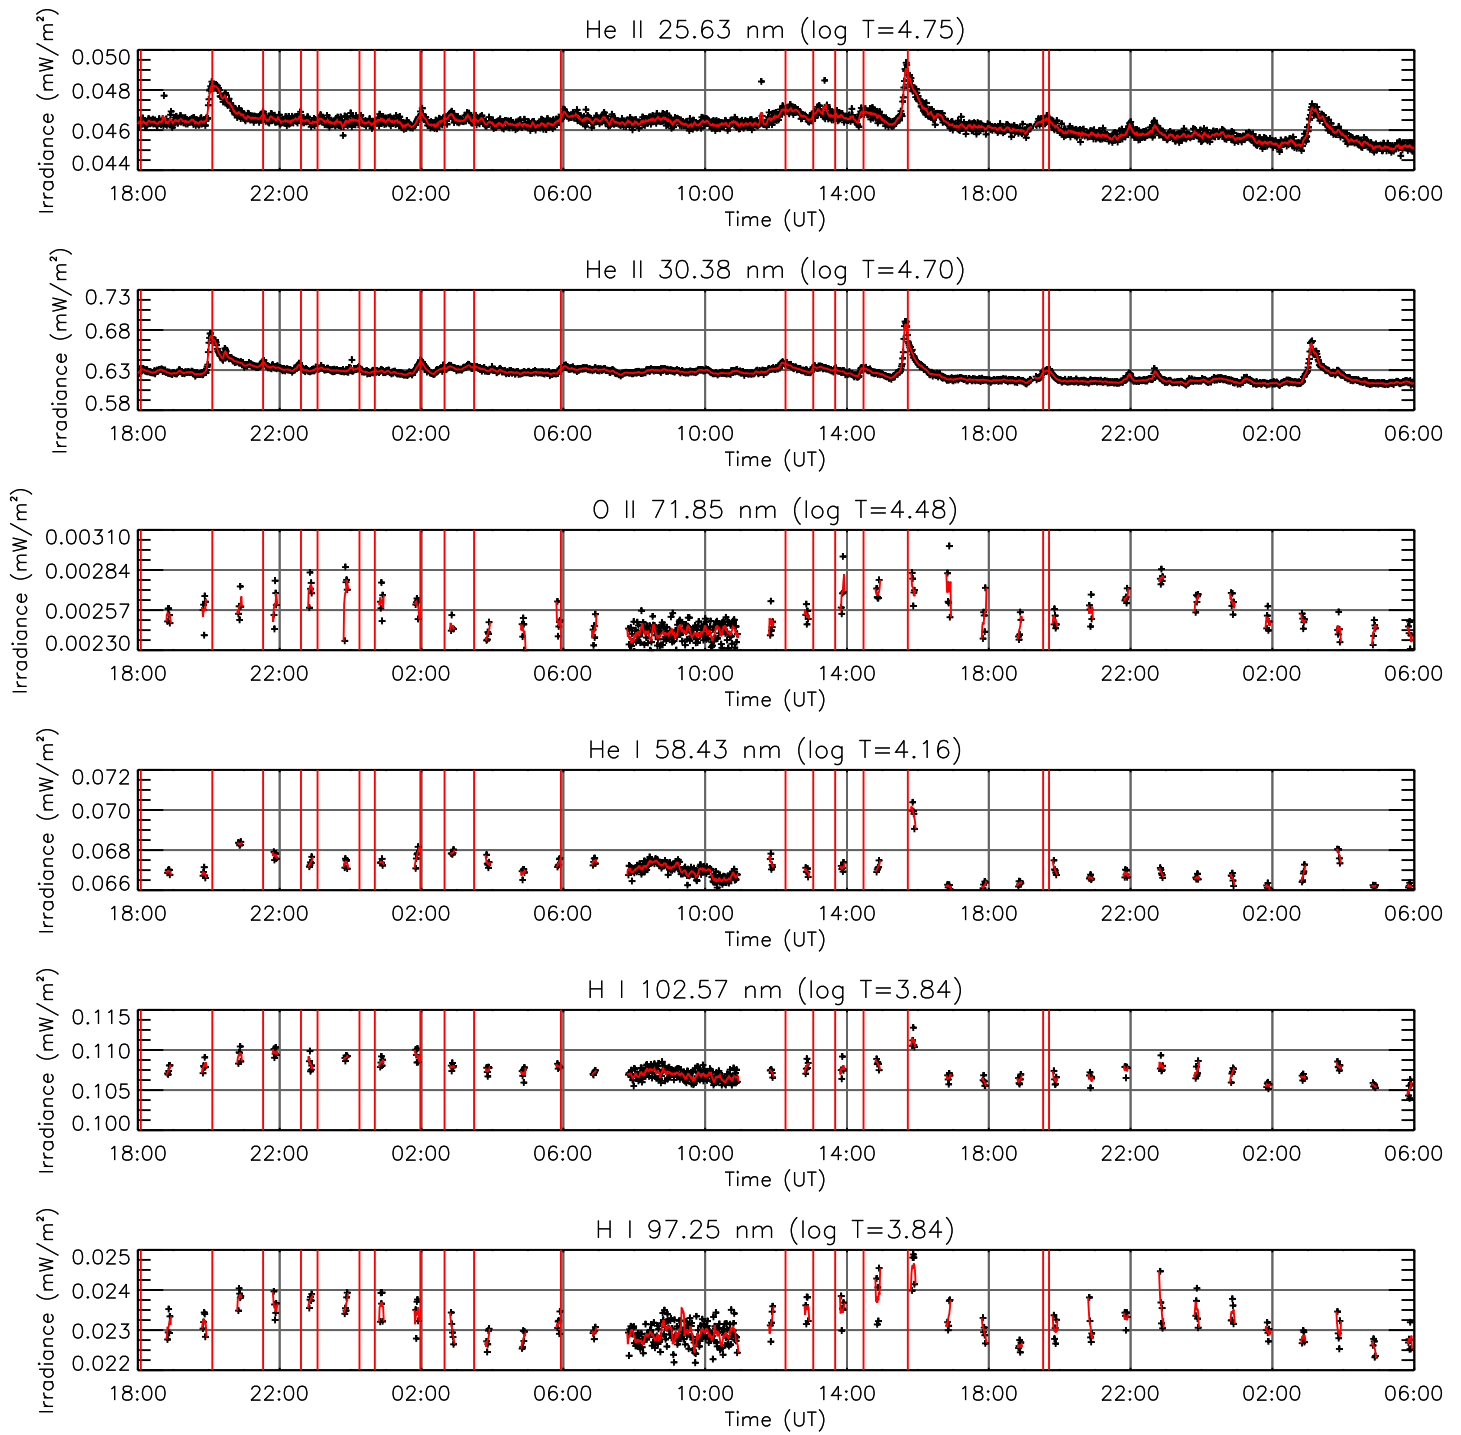 He II 25.63 nm (log T=4.75)
Irradiance (mW/m²)
0.050
0.048
0.046
0.044
18:00 22:00 02:00 06:00 10:00 14:00 18:00 22:00 02:00 06:00
Time (UT)
He II 30.38 nm (log T=4.70)
Irradiance (mW/m²)
0.73
0.68
0.63
0.58
18:00 22:00 02:00 06:00 10:00 14:00 18:00 22:00 02:00 06:00
Time (UT)
O II 71.85 nm (log T=4.48)
Irradiance (mW/m²)
0.00310
0.00284
0.00257
0.00230
18:00 22:00 02:00 06:00 10:00 14:00 18:00 22:00 02:00 06:00
Time (UT)
He I 58.43 nm (log T=4.16)
Irradiance (mW/m²)
0.072
0.070
0.068
0.066
18:00 22:00 02:00 06:00 10:00 14:00 18:00 22:00 02:00 06:00
Time (UT)
H I 102.57 nm (log T=3.84)
Irradiance (mW/m²)
0.115
0.110
0.105
0.100
18:00 22:00 02:00 06:00 10:00 14:00 18:00 22:00 02:00 06:00
Time (UT)
H I 97.25 nm (log T=3.84)
Irradiance (mW/m²)
0.025
0.024
0.023
0.022
18:00 22:00 02:00 06:00 10:00 14:00 18:00 22:00 02:00 06:00
Time (UT)